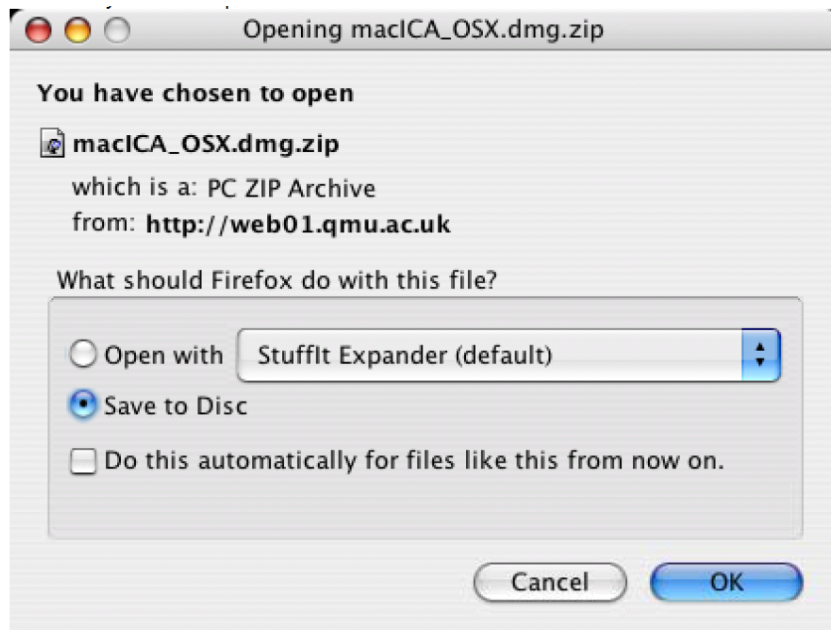 Opening macICA_OSX.dmg.zip
You have chosen to open
macICA_OSX.dmg.zip
which is a: PC ZIP Archive
from: http://web01.qmu.ac.uk
What should Firefox do with this file?
Open with StuffIt Expander (default)
Save to Disc
Do this automatically for files like this from now on.
Cancel OK